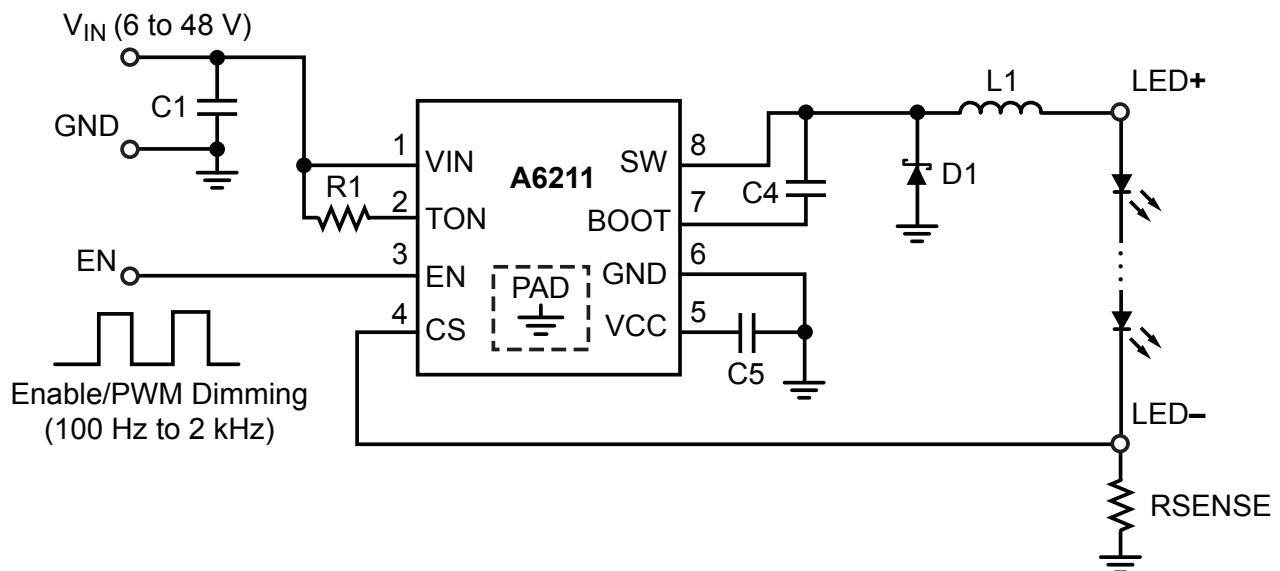 VIN (6 to 48 V)
C1
GND
L1
LED+
1
VIN
A6211
SW
8
R1
2
TON
C4
D1
7
BOOT
EN
3
EN
6
GND
PAD
4
CS
5
VCC
C5
Enable/PWM Dimming
(100 Hz to 2 kHz)
LED–
RSENSE